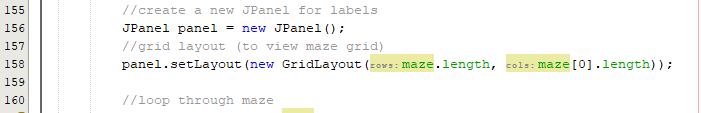 155 //create a new JPanel for labels
156 JPanel panel = new JPanel();
157 //grid layout (to view maze grid)
158 panel.setLayout(new GridLayout(rows: maze.length, cols: maze[0].length));
159
160 //loop through maze